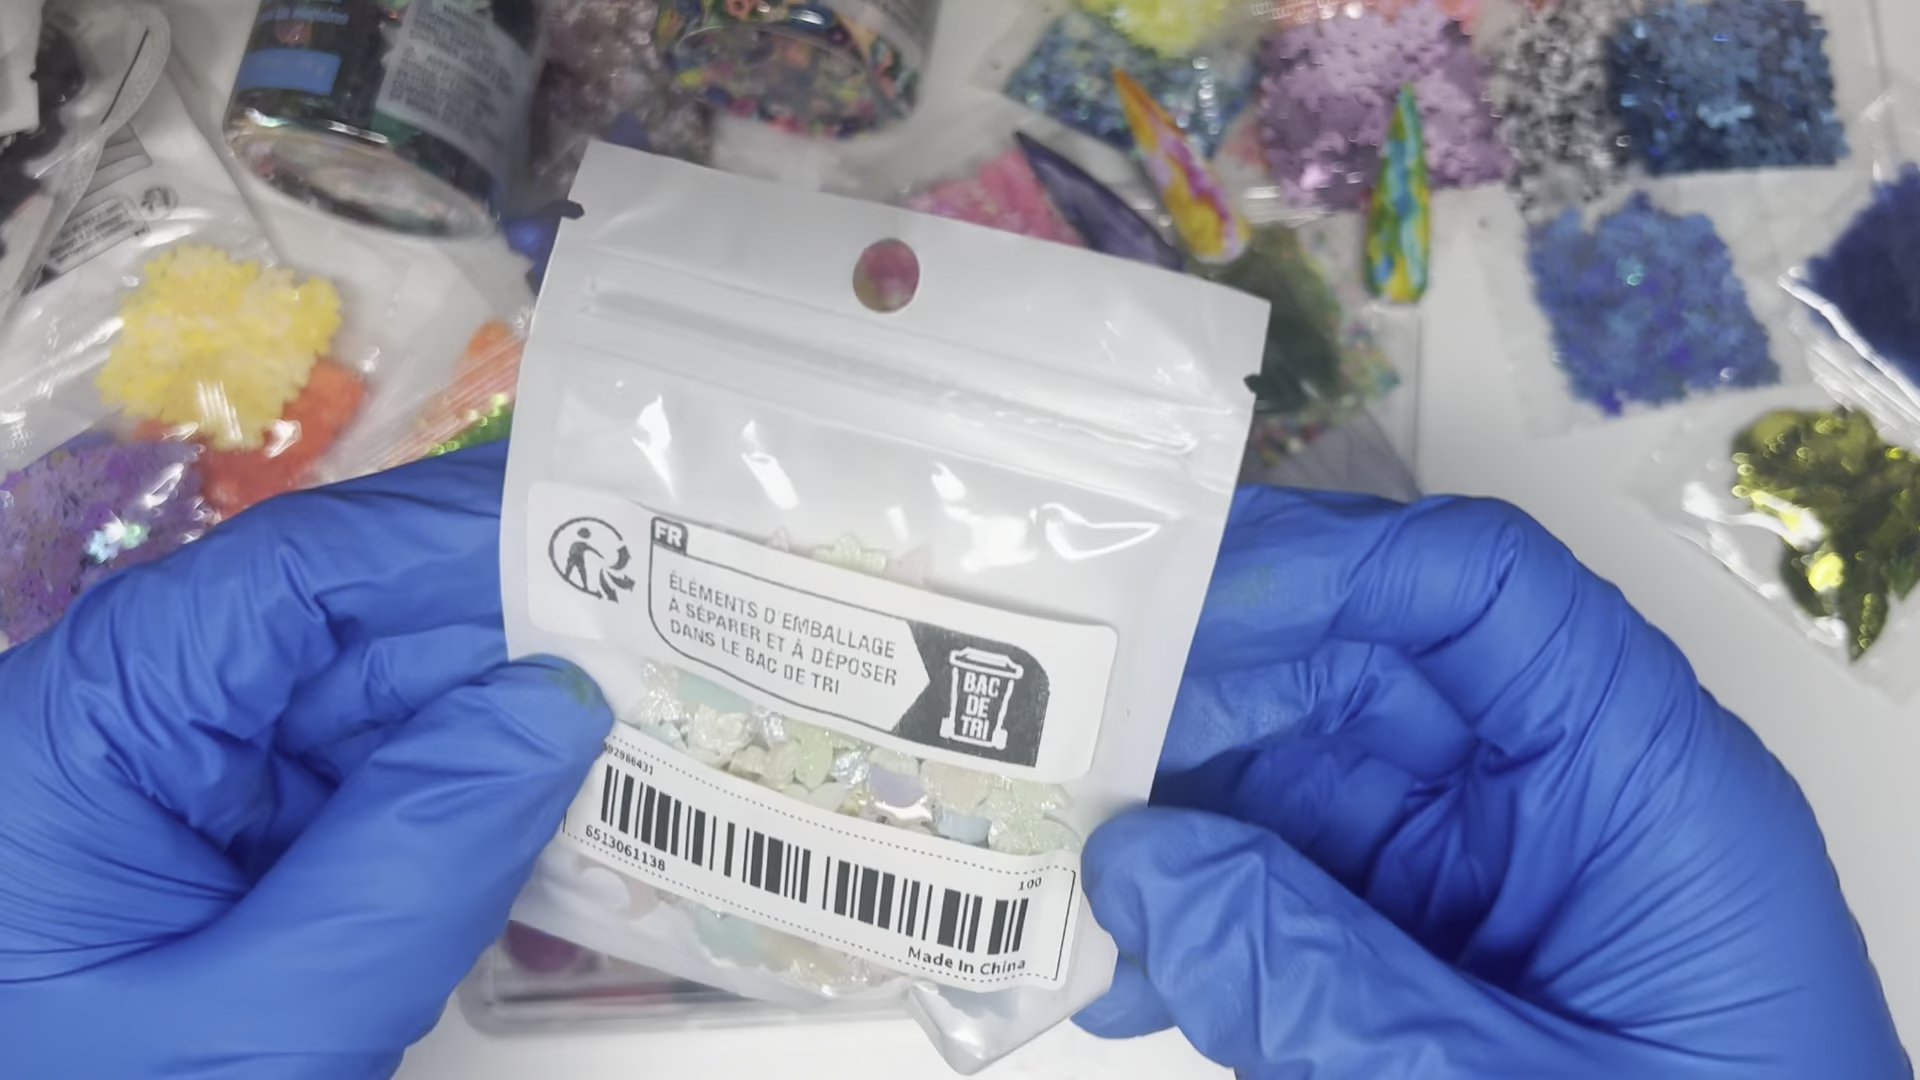 FR
ÉLÉMENTS D'EMBALLAGE
À SÉPARER ET À DÉPOSER
DANS LE BAC DE TRI
BAC
DE
TRI
6513061138
100
Made In China